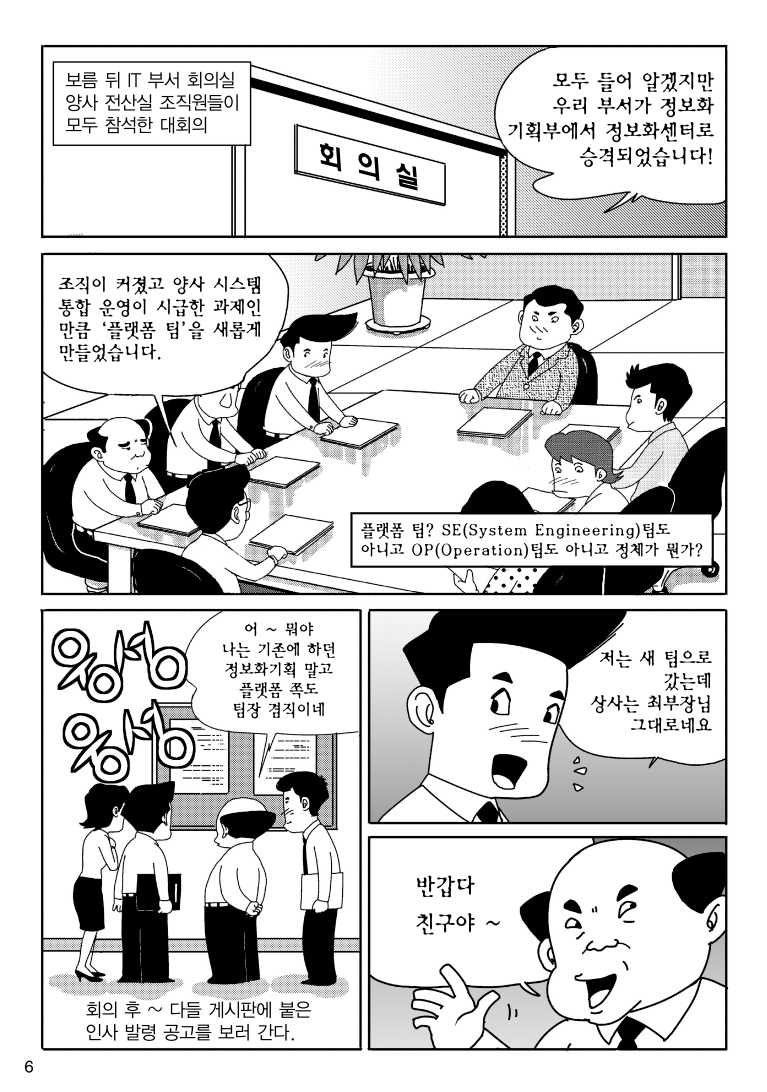 보름 뒤 IT 부서 회의실
양사 전산실 조직원들이
모두 참석한 대회의
모두 들어 알겠지만
우리 부서가 정보화
기획부에서 정보화센터로
승격되었습니다!
회의실
조직이 커졌고 양사 시스템
통합 운영이 시급한 과제인
만큼 ‘플랫폼 팀’을 새롭게
만들었습니다.
플랫폼 팀? SE(System Engineering)팀도
아니고 OP(Operation)팀도 아니고 정체가 뭔가?
웅성
웅성
어 ~ 뭐야
나는 기존에 하던
정보화기획 말고
플랫폼 쪽도
팀장 겸직이네
회의 후 ~ 다들 게시판에 붙은
인사 발령 공고를 보러 간다.
저는 새 팀으로
갔는데
상사는 최부장님
그대로네요
반갑다
친구야 ~
6